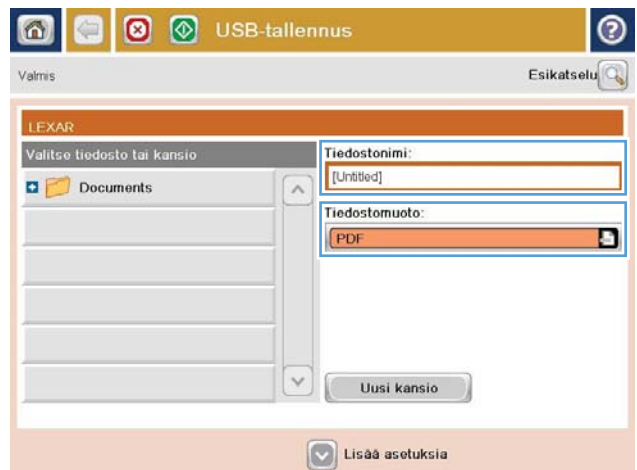 USB-tallennus
?
Valmis
Esikatselu
LEXAR
Valitse tiedosto tai kansio
Documents
Tiedostonimi:
[Untitled]
Tiedostomuoto:
PDF
Uusi kansio
Lisää asetuksia